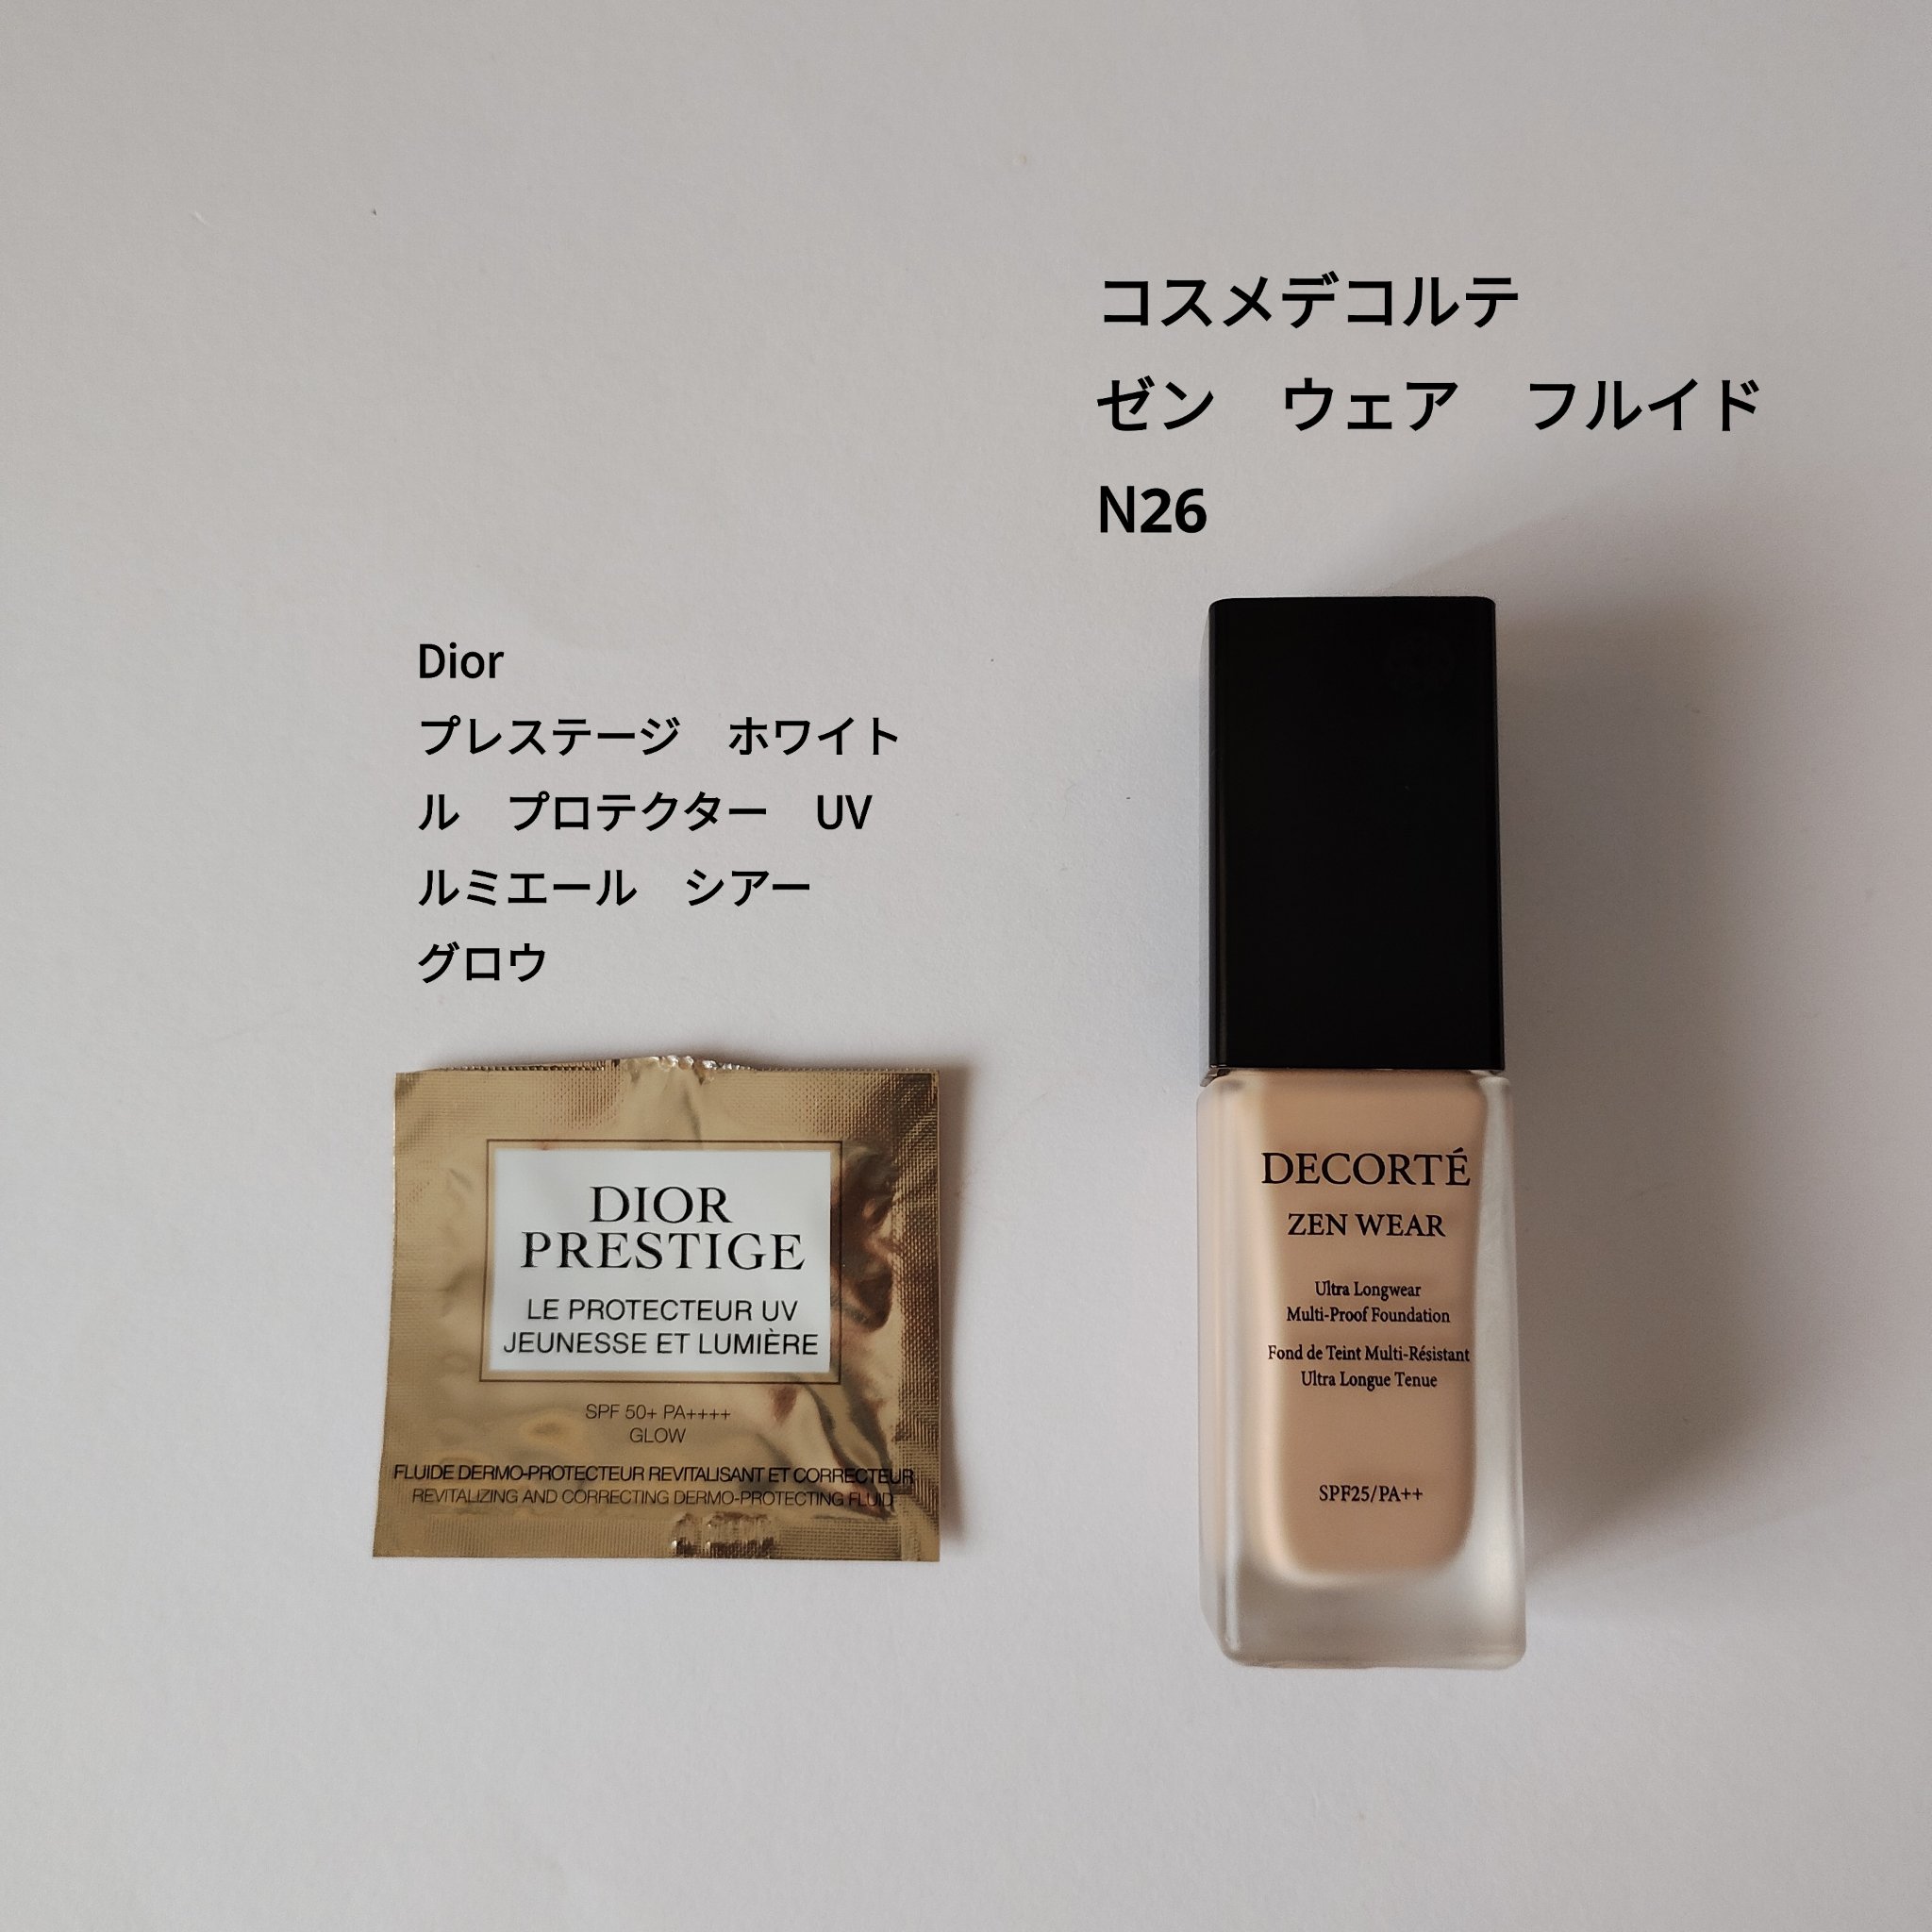 コスメデコルテ
ゼン　ウェア　フルイド
N26
Dior
プレステージ　ホワイト
ル　プロテクター　UV
ルミエール　シアー
グロウ
DIOR
PRESTIGE
LE PROTECTEUR UV
JEUNESSE ET LUMIÈRE
SPF 50+ PA++++
GLOW
FLUIDE DERMO-PROTECTEUR REVITALISANT ET CORRECTEUR
REVITALIZING AND CORRECTING DERMO-PROTECTING FLUID
DECORTÉ
ZEN WEAR
Ultra Longwear
Multi-Proof Foundation
Fond de Teint Multi-Résistant
Ultra Longue Tenue
SPF25/PA++